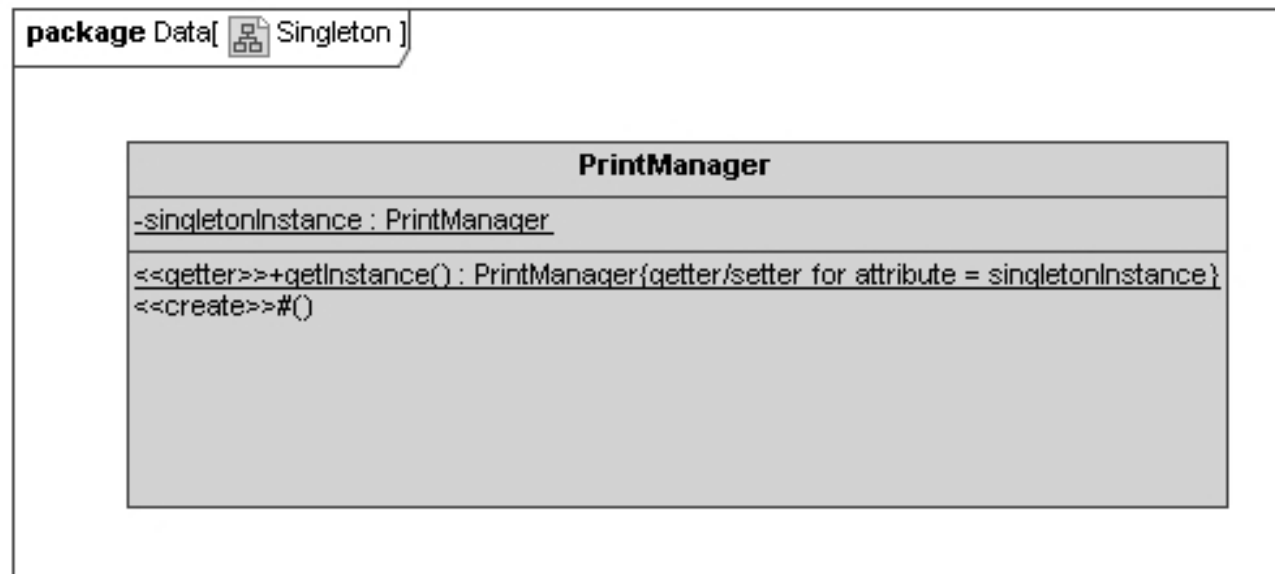 package Data[ Singleton ]
PrintManager
-singletonInstance : PrintManager
<<getter>>+getInstance() : PrintManager{getter/setter for attribute = singletonInstance}
<<create>>#()